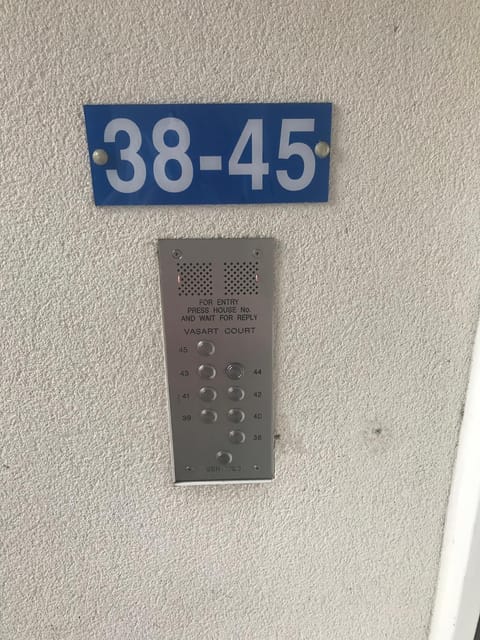 38-45
FOR ENTRY
PRESS HOUSE No.
AND WAIT FOR REPLY
VASART COURT
45
43 44
41 42
39 40
38